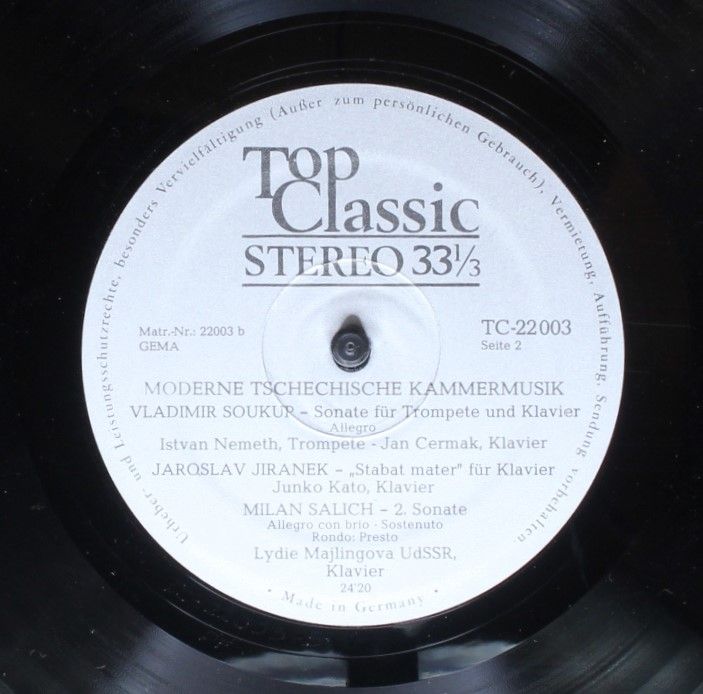 Urheber- und Leistungsschutzrechte, besonders Vervielfältigung (Außer zum persönlichen Gebrauch), Vermietung, Aufführung, Sendung vorbehalten.
Top
Classic
STEREO 33 1/3
Matr.-Nr.: 22003 b
GEMA
TC-22003
Seite 2
MODERNE TSCHECHISCHE KAMMERMUSIK
VLADIMIR SOUKUP – Sonate für Trompete und Klavier
Allegro
Istvan Nemeth, Trompete - Jan Cermak, Klavier
JAROSLAV JIRANEK – „Stabat mater" für Klavier
Junko Kato, Klavier
MILAN SALICH – 2. Sonate
Allegro con brio · Sostenuto
Rondo: Presto
Lydie Majlingova UdSSR,
Klavier
24'20
· Made in Germany ·